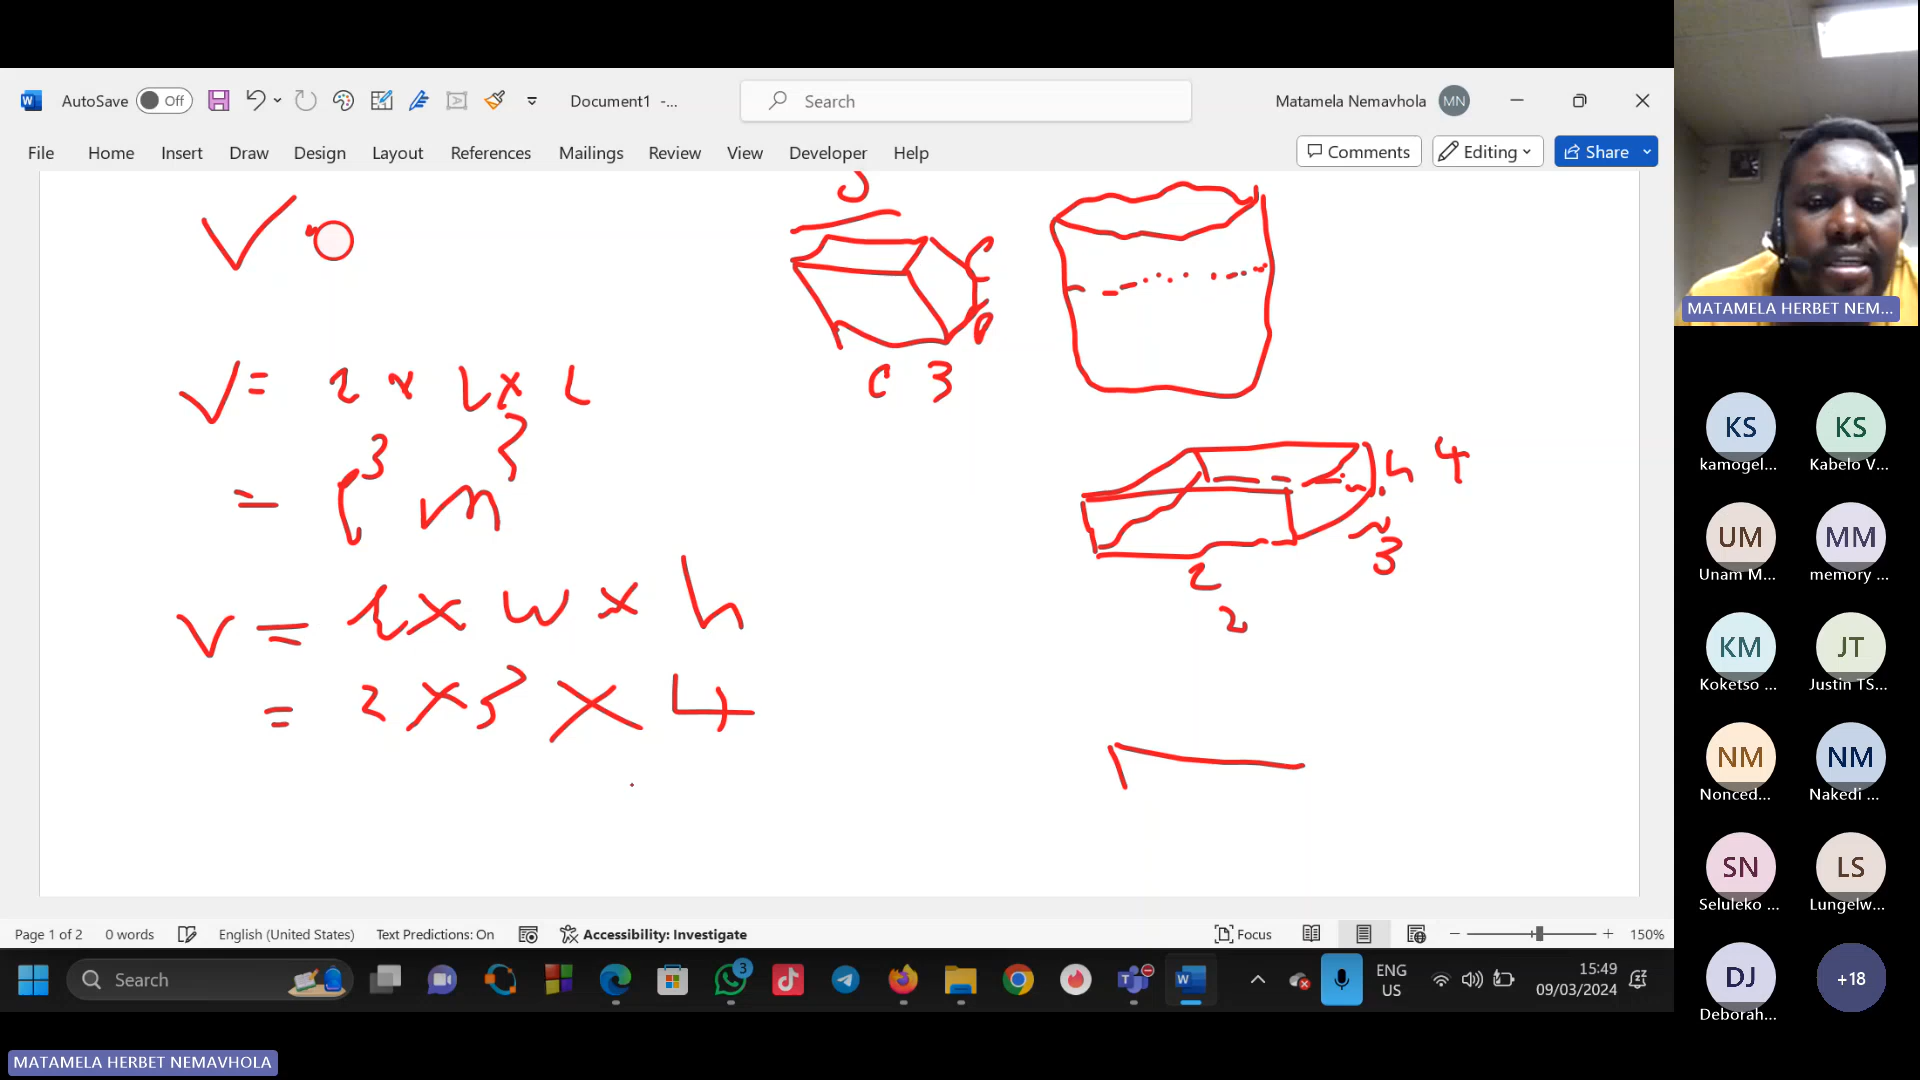 AutoSave Off Document1 -... Search Matamela Nemavhola MN
File Home Insert Draw Design Layout References Mailings Review View Developer Help Comments Editing Share
V
V = l x l x l
= l³ m³
V = l x w x h
= 2 x 3 x 4
C 3
h 4
3
2
2
MATAMELA HERBET NEM...
KS KS
kamogel... Kabelo V...
UM MM
Unam M... memory ...
KM JT
Koketso ... Justin TS...
NM NM
Nonced... Nakedi ...
SN LS
Seluleko ... Lungelw...
DJ +18
Deborah...
Page 1 of 2 0 words English (United States) Text Predictions: On Accessibility: Investigate Focus 150%
Search 3 ENG US 15:49 09/03/2024
MATAMELA HERBET NEMAVHOLA